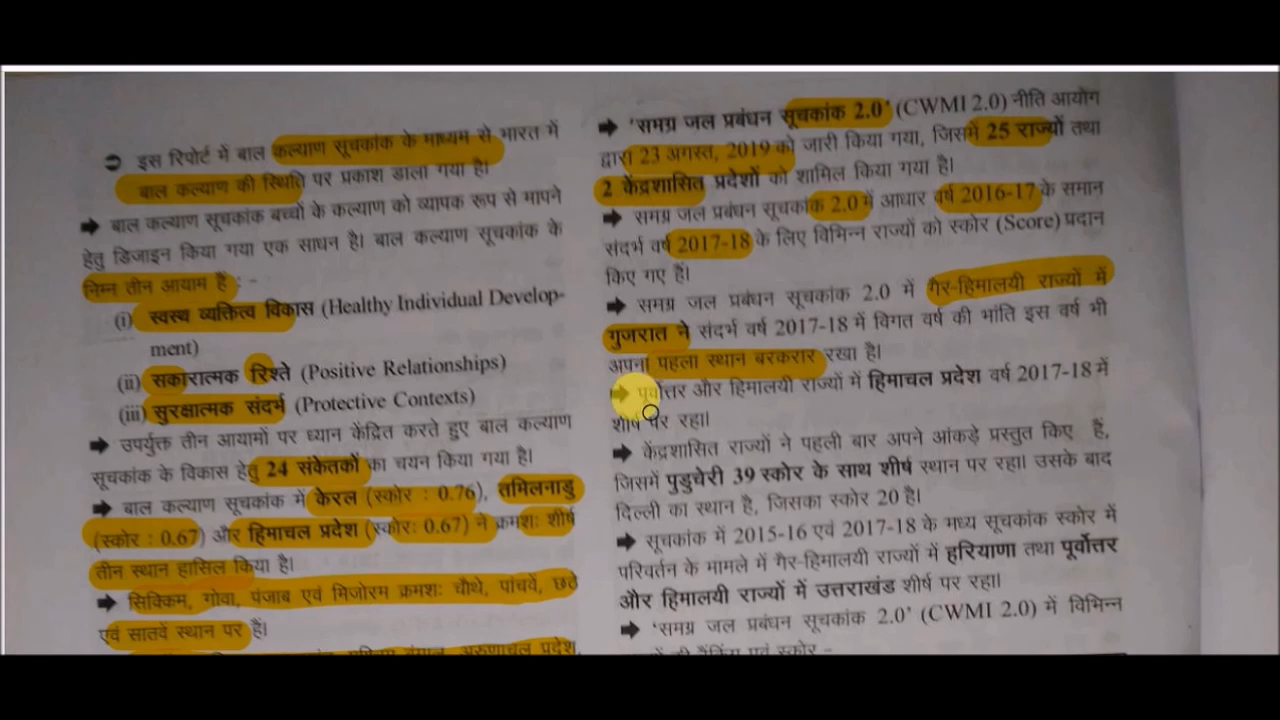 ➲ इस रिपोर्ट में बाल कल्याण सूचकांक के माध्यम से भारत में
बाल कल्याण की स्थिति पर प्रकाश डाला गया है।
➡ बाल कल्याण सूचकांक बच्चों के कल्याण को व्यापक रूप से मापने
हेतु डिजाइन किया गया एक साधन है। बाल कल्याण सूचकांक के
निम्न तीन आयाम हैं : -
(i) स्वस्थ व्यक्तित्व विकास (Healthy Individual Develop-
ment)
(ii) सकारात्मक रिश्ते (Positive Relationships)
(iii) सुरक्षात्मक संदर्भ (Protective Contexts)
➡ उपर्युक्त तीन आयामों पर ध्यान केंद्रित करते हुए बाल कल्याण
सूचकांक के विकास हेतु 24 संकेतकों का चयन किया गया है।
➡ बाल कल्याण सूचकांक में केरल (स्कोर : 0.76), तमिलनाडु
(स्कोर : 0.67) और हिमाचल प्रदेश (स्कोर: 0.67) ने क्रमशः शीर्ष
तीन स्थान हासिल किया है।
➡ सिक्किम, गोवा, पंजाब एवं मिजोरम क्रमशः चौथे, पांचवें, छठे
एवं सातवें स्थान पर हैं।
पश्चिम बंगाल, अरुणाचल प्रदेश,
➡ 'समग्र जल प्रबंधन सूचकांक 2.0' (CWMI 2.0) नीति आयोग
द्वारा 23 अगस्त, 2019 को जारी किया गया, जिसमें 25 राज्यों तथा
2 केंद्रशासित प्रदेशों को शामिल किया गया है।
➡ समग्र जल प्रबंधन सूचकांक 2.0 में आधार वर्ष 2016-17 के समान
संदर्भ वर्ष 2017-18 के लिए विभिन्न राज्यों को स्कोर (Score) प्रदान
किए गए हैं।
➡ समग्र जल प्रबंधन सूचकांक 2.0 में गैर-हिमालयी राज्यों में
गुजरात ने संदर्भ वर्ष 2017-18 में विगत वर्ष की भांति इस वर्ष भी
अपना पहला स्थान बरकरार रखा है।
➡ पूर्वोत्तर और हिमालयी राज्यों में हिमाचल प्रदेश वर्ष 2017-18 में
शीर्ष पर रहा।
➡ केंद्रशासित राज्यों ने पहली बार अपने आंकड़े प्रस्तुत किए हैं,
जिसमें पुडुचेरी 39 स्कोर के साथ शीर्ष स्थान पर रहा। उसके बाद
दिल्ली का स्थान है, जिसका स्कोर 20 है।
➡ सूचकांक में 2015-16 एवं 2017-18 के मध्य सूचकांक स्कोर में
परिवर्तन के मामले में गैर-हिमालयी राज्यों में हरियाणा तथा पूर्वोत्तर
और हिमालयी राज्यों में उत्तराखंड शीर्ष पर रहा।
➡ 'समग्र जल प्रबंधन सूचकांक 2.0' (CWMI 2.0) में विभिन्न
की रैंकिंग एवं स्कोर -